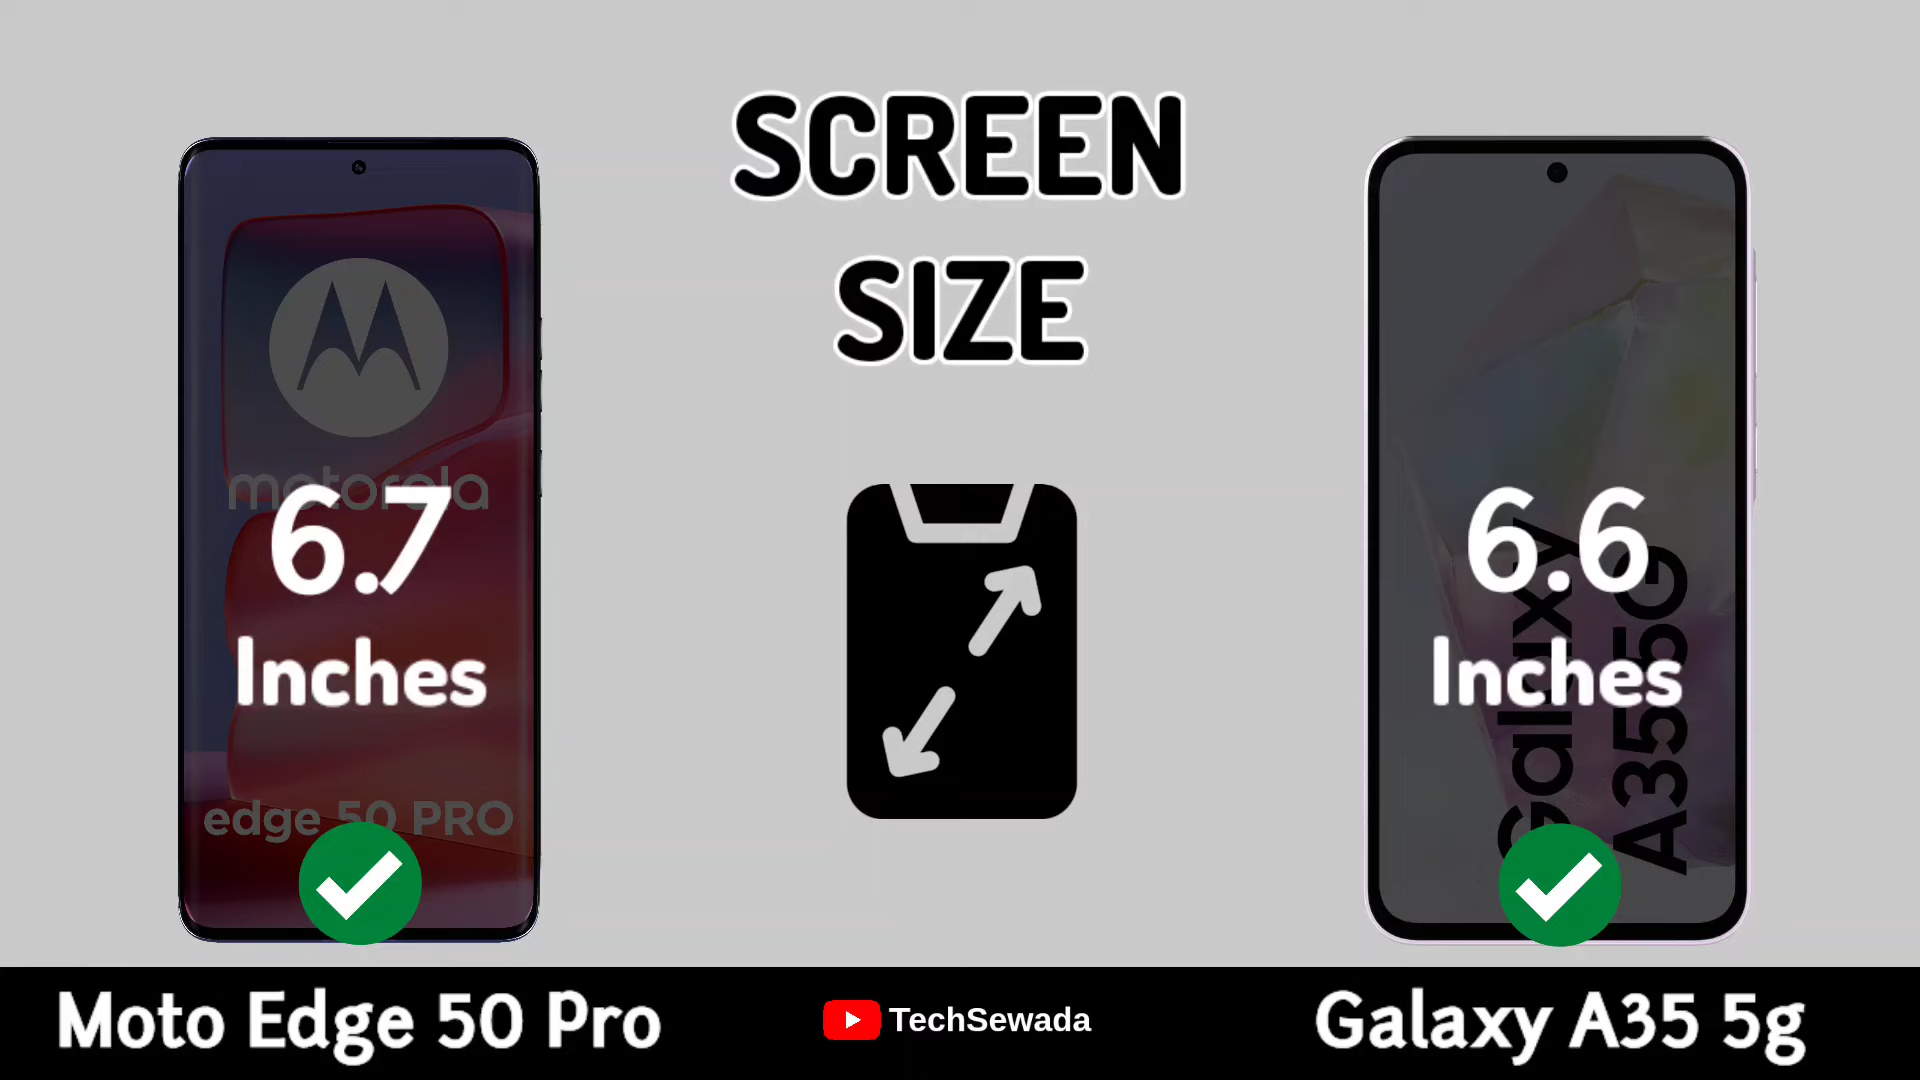 SCREEN
SIZE
motorola
6.7
Inches
edge 50 PRO
6.6
Inches
Galaxy
A35 5G
Moto Edge 50 Pro
TechSewada
Galaxy A35 5g